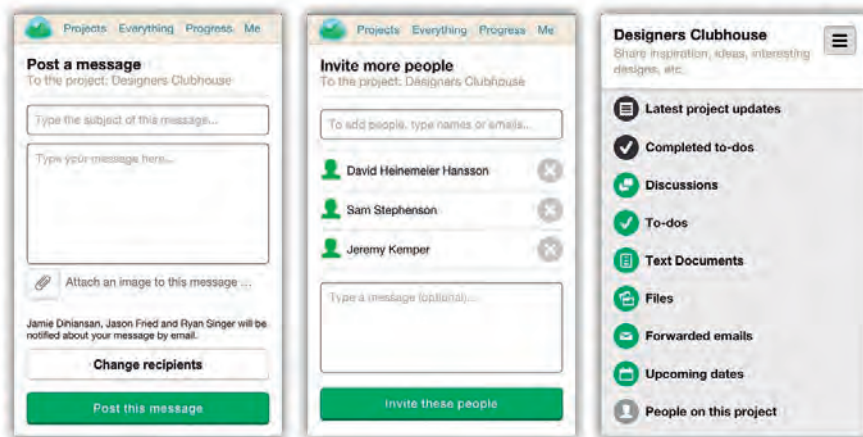 Projects Everything Progress Me
Post a message
To the project: Designers Clubhouse
Type the subject of this message...
Type your message here...
Attach an image to this message ...
Jamie Diniansan, Jason Fried and Ryan Singer will be
notified about your message by email.
Change recipients
Post this message
Projects Everything Progress Me
Invite more people
To the project: Designers Clubhouse
To add people, type names or emails...
David Heinemeier Hansson
Sam Stephenson
Jeremy Kemper
Type a message (optional)...
Invite these people
Designers Clubhouse
Share inspiration, ideas, interesting
designs, etc.
Latest project updates
Completed to-dos
Discussions
To-dos
Text Documents
Files
Forwarded emails
Upcoming dates
People on this project